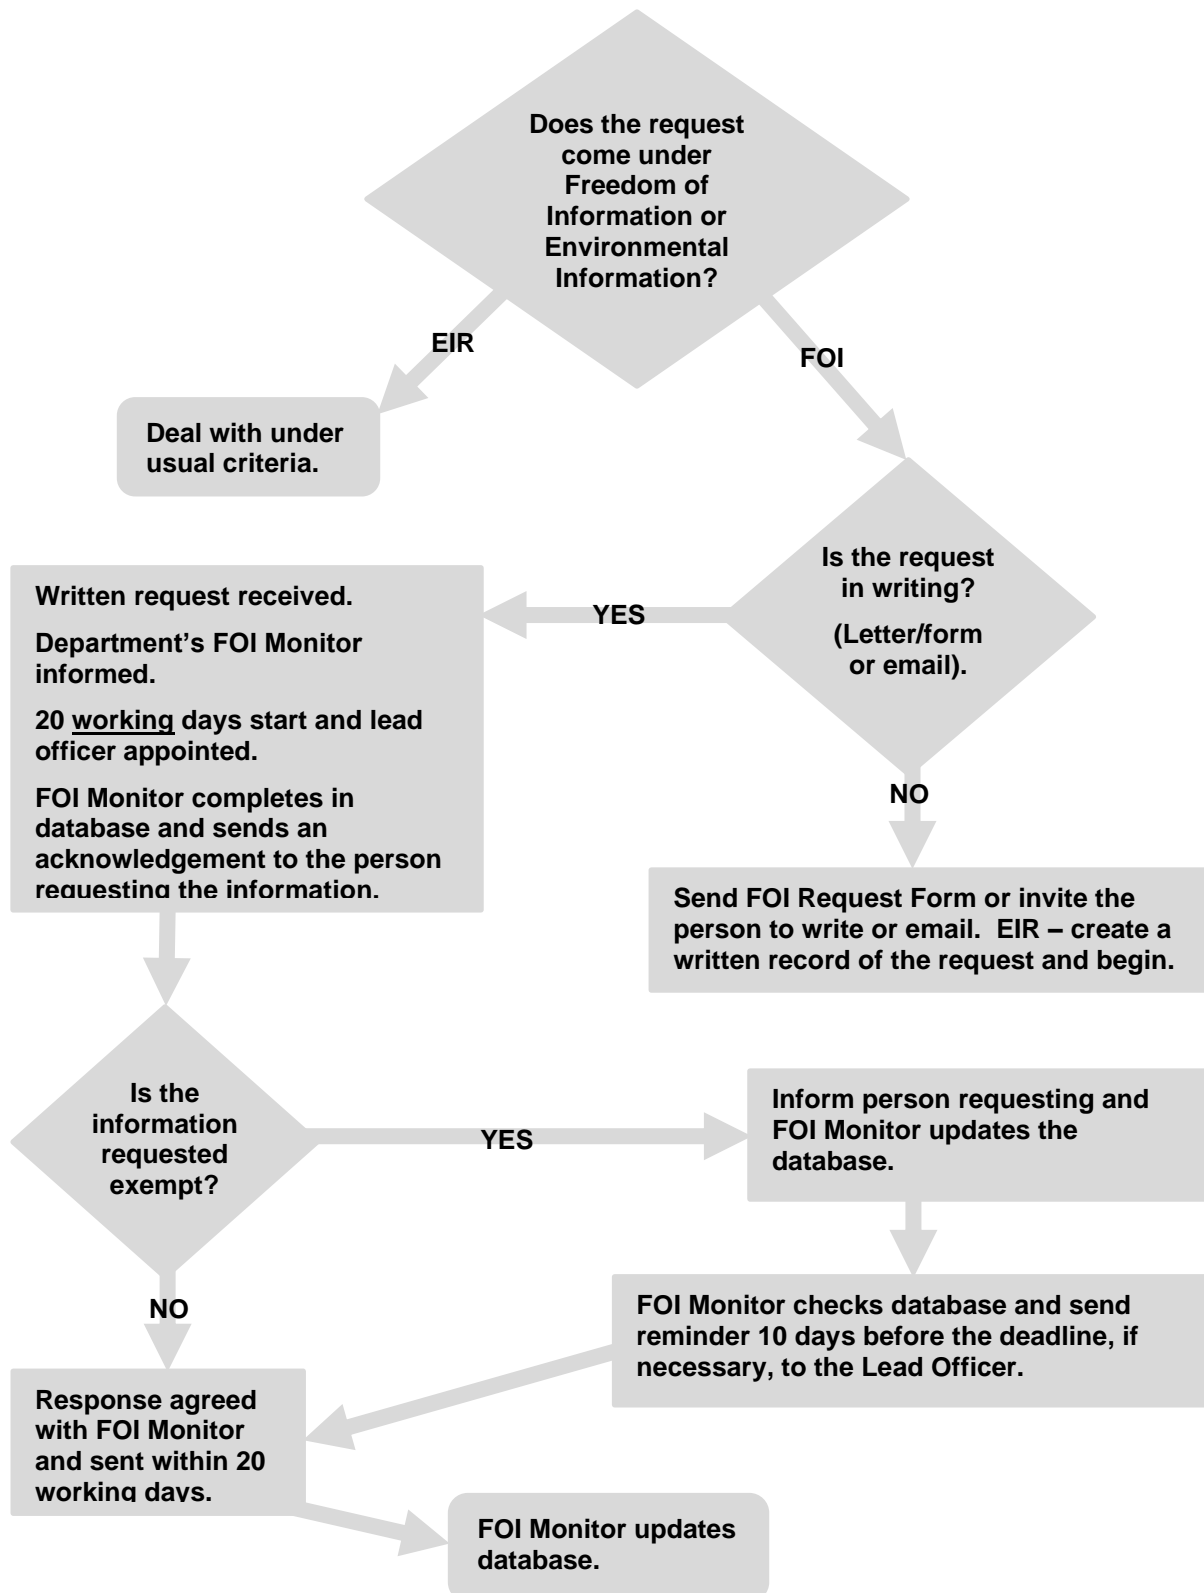 Does the request
come under
Freedom of
Information or
Environmental
Information?
EIR
FOI
Deal with under
usual criteria.
Is the request
in writing?
(Letter/form
or email).
YES
NO
Written request received.
Department’s FOI Monitor
informed.
20 working days start and lead
officer appointed.
FOI Monitor completes in
database and sends an
acknowledgement to the person
requesting the information.
Send FOI Request Form or invite the
person to write or email.  EIR – create a
written record of the request and begin.
Is the
information
requested
exempt?
YES
NO
Inform person requesting and
FOI Monitor updates the
database.
FOI Monitor checks database and send
reminder 10 days before the deadline, if
necessary, to the Lead Officer.
Response agreed
with FOI Monitor
and sent within 20
working days.
FOI Monitor updates
database.